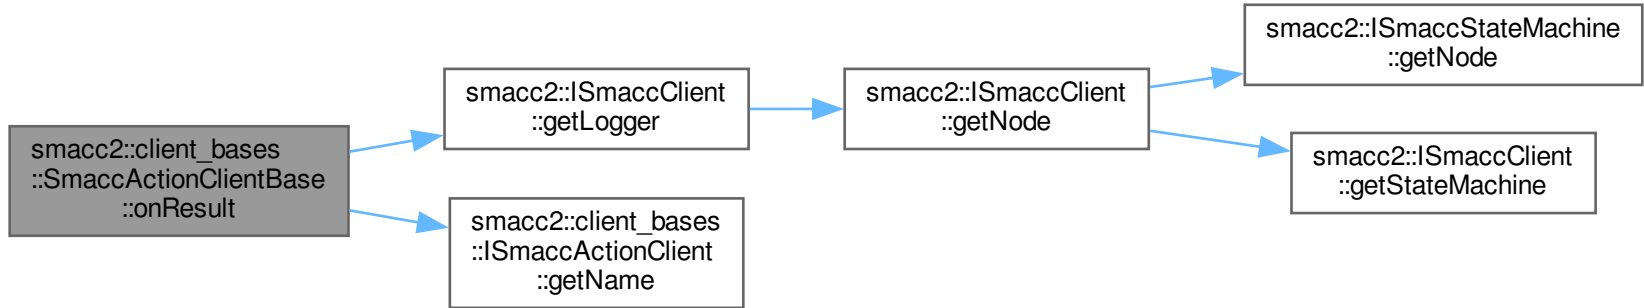 smacc2::client_bases
::SmaccActionClientBase
::onResult
smacc2::ISmaccClient
::getLogger
smacc2::client_bases
::ISmaccActionClient
::getName
smacc2::ISmaccClient
::getNode
smacc2::ISmaccStateMachine
::getNode
smacc2::ISmaccClient
::getStateMachine